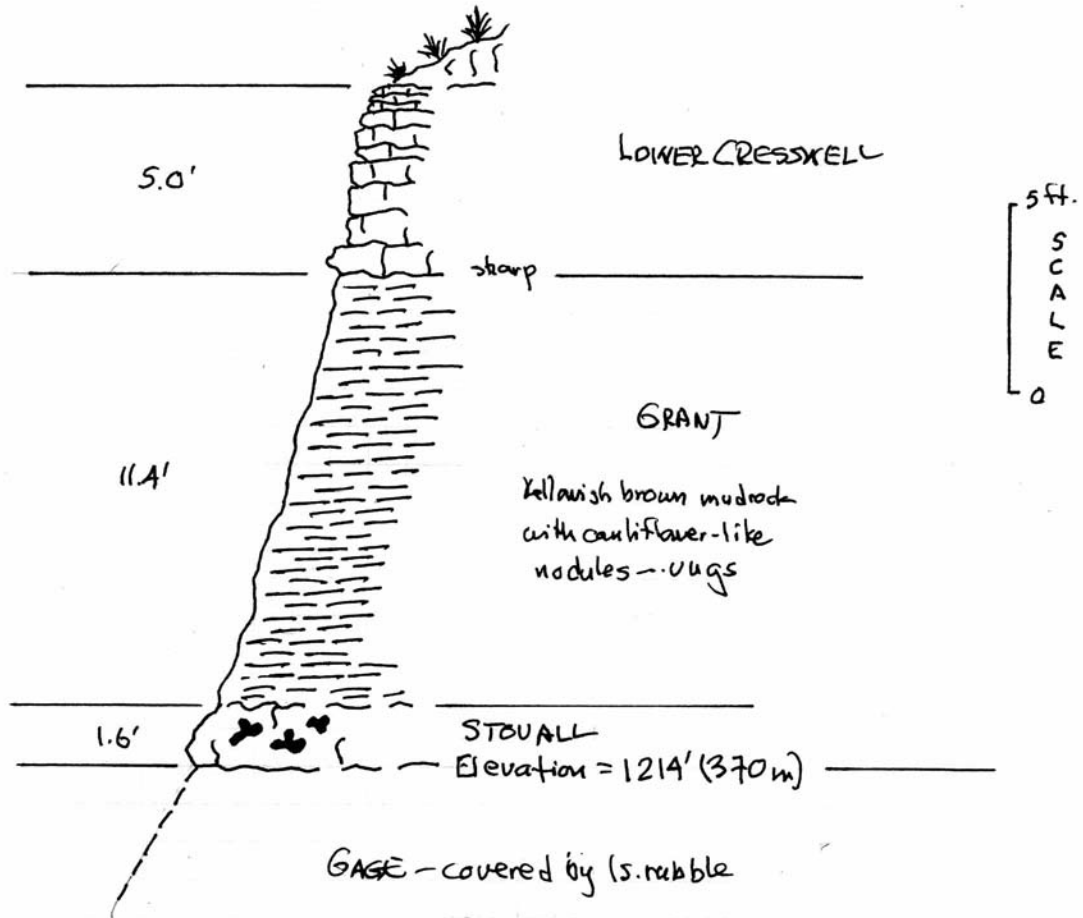 5.0'
LOWER CRESSWELL
5 ft.
SCALE
0
sharp
11.4'
GRANT
Yellowish brown mudrock
with cauliflower-like
nodules -- vugs
1.6'
STOVALL
Elevation = 1214' (370 m)
GAGE - covered by ls. rubble